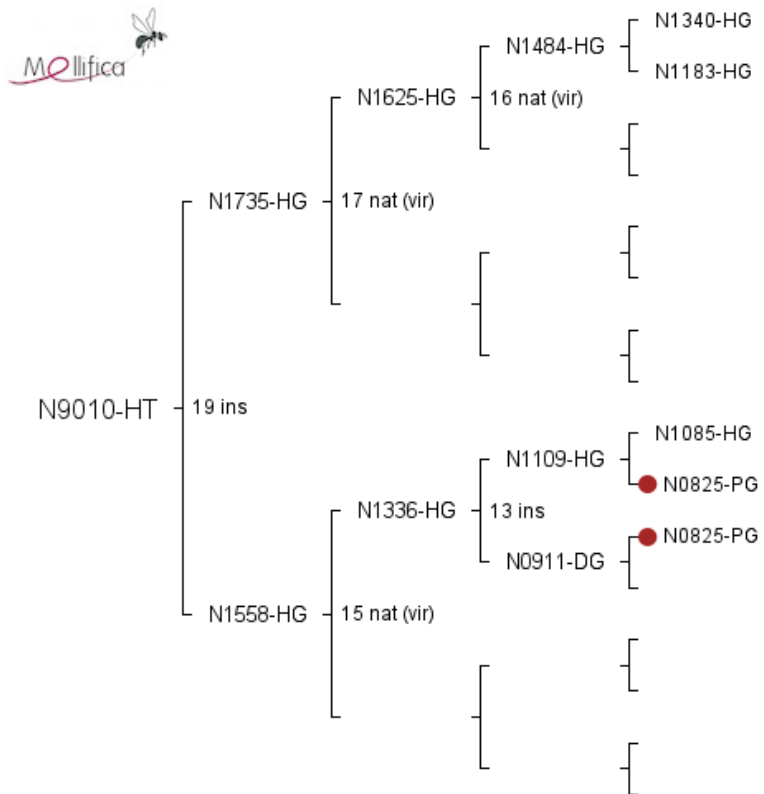 Mellifica
N1340-HG
N1484-HG
N1183-HG
N1625-HG
16 nat (vir)
N1735-HG
17 nat (vir)
N9010-HT
19 ins
N1085-HG
N1109-HG
N0825-PG
N1336-HG
13 ins
N0825-PG
N0911-DG
N1558-HG
15 nat (vir)